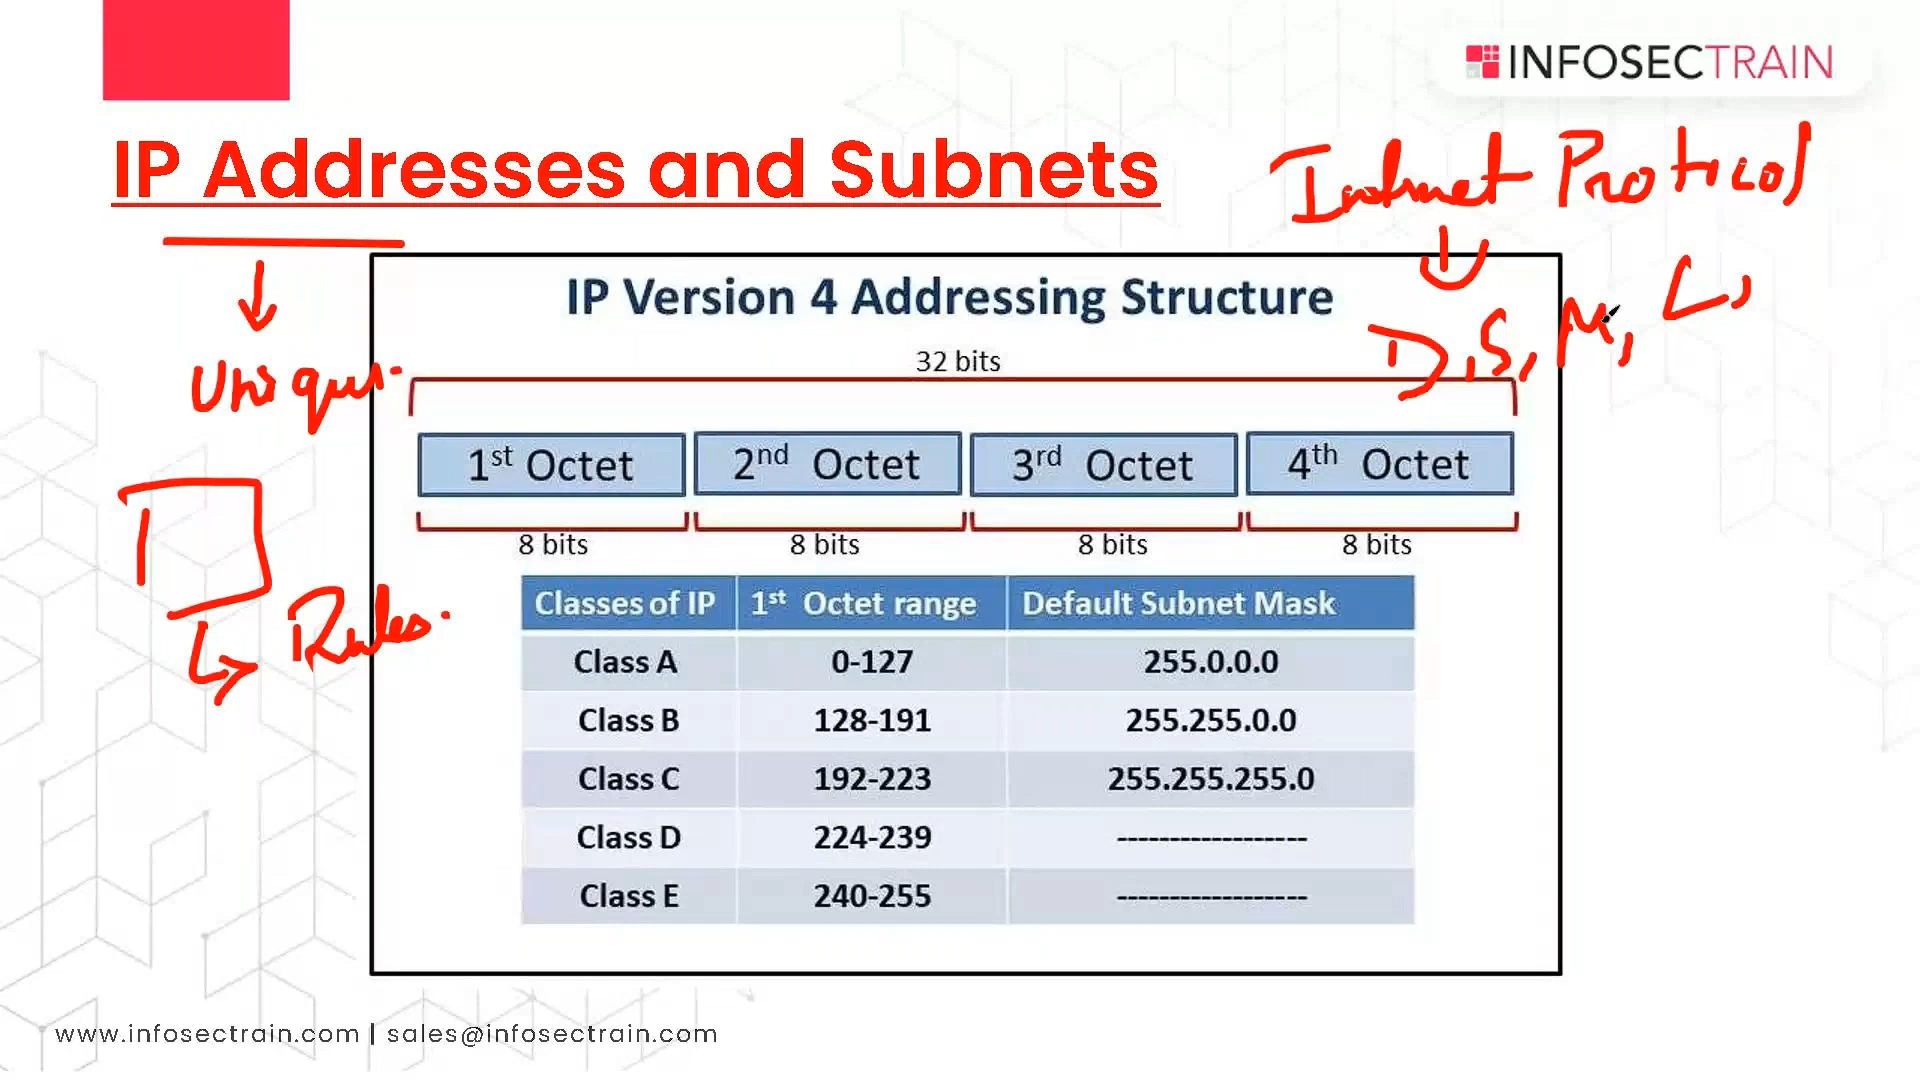 INFOSECTRAIN
IP Addresses and Subnets
Internet Protocol
IP Version 4 Addressing Structure
D, S, M, L,
32 bits
Unique.
1st Octet 2nd Octet 3rd Octet 4th Octet
8 bits 8 bits 8 bits 8 bits
Rules.
Classes of IP 1st Octet range Default Subnet Mask
Class A 0-127 255.0.0.0
Class B 128-191 255.255.0.0
Class C 192-223 255.255.255.0
Class D 224-239 ------------------
Class E 240-255 ------------------
www.infosectrain.com | sales@infosectrain.com